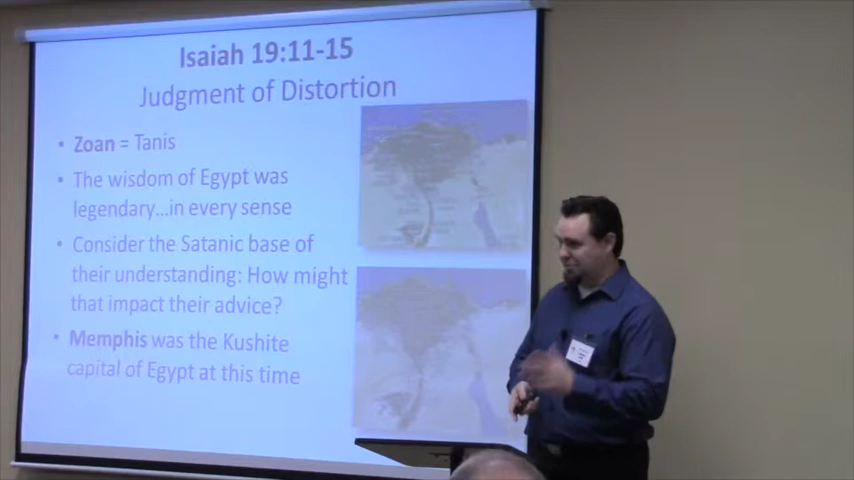 Isaiah 19:11-15
Judgment of Distortion
• Zoan = Tanis
• The wisdom of Egypt was
legendary...in every sense
• Consider the Satanic base of
their understanding: How might
that impact their advice?
• Memphis was the Kushite
capital of Egypt at this time